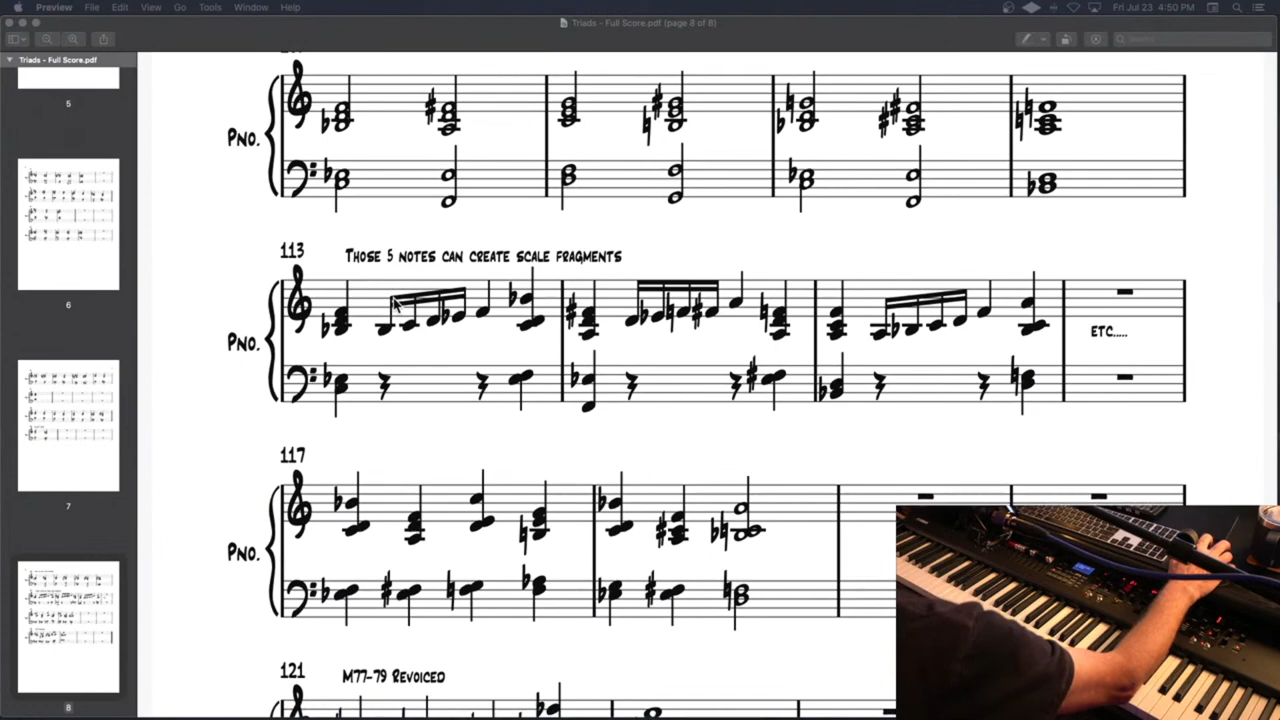 Preview File Edit View Go Tools Window Help
Fri Jul 23 4:50 PM
Triads - Full Score.pdf (page 8 of 8)
Search
Triads - Full Score.pdf
5
6
7
8
PNO.
113
THOSE 5 NOTES CAN CREATE SCALE FRAGMENTS
PNO.
ETC.....
117
PNO.
121
M77-79 REVOICED